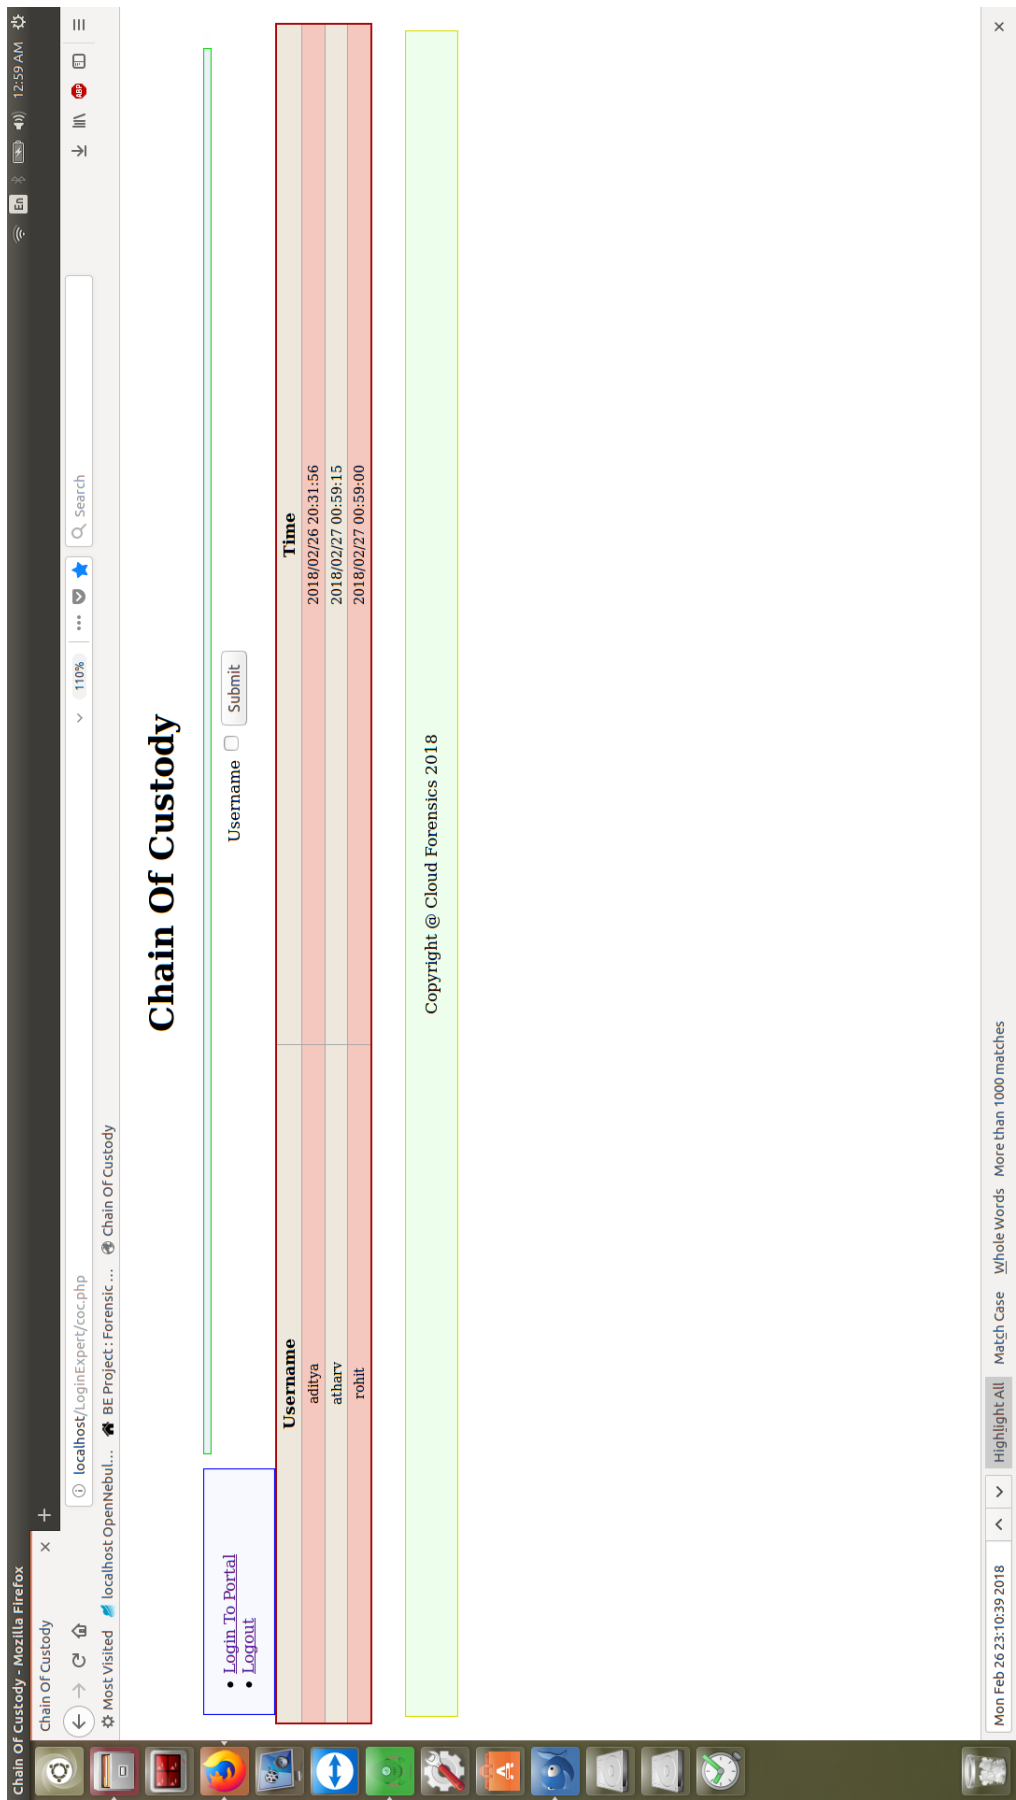 Chain Of Custody - Mozilla Firefox
En
12:59 AM
Chain Of Custody
localhost/LoginExpert/coc.php
110%
Search
ABP
Most Visited
localhost OpenNebul...
BE Project : Forensic ...
Chain Of Custody
Chain Of Custody
Login To Portal
Logout
Username
Submit
Username Time
aditya 2018/02/26 20:31:56
atharv 2018/02/27 00:59:15
rohit 2018/02/27 00:59:00
Copyright @ Cloud Forensics 2018
Mon Feb 26 23:10:39 2018
Highlight All
Match Case
Whole Words
More than 1000 matches